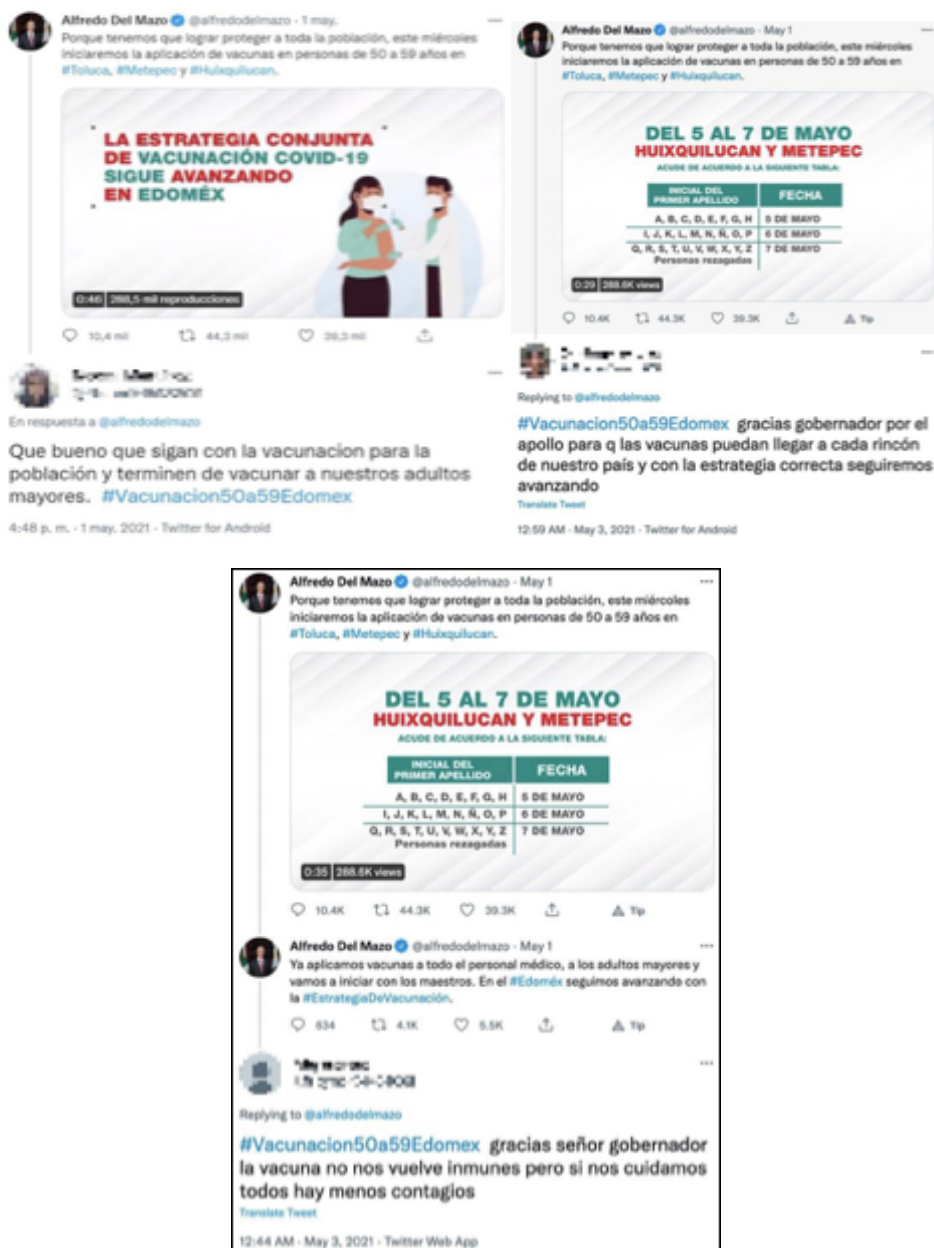 Alfredo Del Mazo @alfredodelmazo · 1 may.
Porque tenemos que lograr proteger a toda la población, este miércoles
iniciaremos la aplicación de vacunas en personas de 50 a 59 años en
#Toluca, #Metepec y #Huixquilucan.
LA ESTRATEGIA CONJUNTA
DE VACUNACIÓN COVID-19
SIGUE AVANZANDO
EN EDOMÉX
0:46 288,5 mil reproducciones
10,4 mil 44,3 mil 39,3 mil
En respuesta a @alfredodelmazo
Que bueno que sigan con la vacunacion para la
población y terminen de vacunar a nuestros adultos
mayores. #Vacunacion50a59Edomex
4:48 p. m. · 1 may. 2021 · Twitter for Android
Alfredo Del Mazo @alfredodelmazo · May 1
Porque tenemos que lograr proteger a toda la población, este miércoles
iniciaremos la aplicación de vacunas en personas de 50 a 59 años en
#Toluca, #Metepec y #Huixquilucan.
DEL 5 AL 7 DE MAYO
HUIXQUILUCAN Y METEPEC
ACUDE DE ACUERDO A LA SIGUIENTE TABLA:
INICIAL DEL
PRIMER APELLIDO FECHA
A, B, C, D, E, F, G, H 5 DE MAYO
I, J, K, L, M, N, Ñ, O, P 6 DE MAYO
Q, R, S, T, U, V, W, X, Y, Z 7 DE MAYO
Personas rezagadas
0:29 288.6K views
10.4K 44.3K 39.3K Tip
Replying to @alfredodelmazo
#Vacunacion50a59Edomex gracias gobernador por el
apollo para q las vacunas puedan llegar a cada rincón
de nuestro país y con la estrategia correcta seguiremos
avanzando
Translate Tweet
12:59 AM · May 3, 2021 · Twitter for Android
Alfredo Del Mazo @alfredodelmazo · May 1
Porque tenemos que lograr proteger a toda la población, este miércoles
iniciaremos la aplicación de vacunas en personas de 50 a 59 años en
#Toluca, #Metepec y #Huixquilucan.
DEL 5 AL 7 DE MAYO
HUIXQUILUCAN Y METEPEC
ACUDE DE ACUERDO A LA SIGUIENTE TABLA:
INICIAL DEL
PRIMER APELLIDO FECHA
A, B, C, D, E, F, G, H 5 DE MAYO
I, J, K, L, M, N, Ñ, O, P 6 DE MAYO
Q, R, S, T, U, V, W, X, Y, Z 7 DE MAYO
Personas rezagadas
0:35 288.6K views
10.4K 44.3K 39.3K Tip
Alfredo Del Mazo @alfredodelmazo · May 1
Ya aplicamos vacunas a todo el personal médico, a los adultos mayores y
vamos a iniciar con los maestros. En el #Edoméx seguimos avanzando con
la #EstrategiaDeVacunación.
634 4.1K 5.5K Tip
Replying to @alfredodelmazo
#Vacunacion50a59Edomex gracias señor gobernador
la vacuna no nos vuelve inmunes pero si nos cuidamos
todos hay menos contagios
Translate Tweet
12:44 AM · May 3, 2021 · Twitter Web App